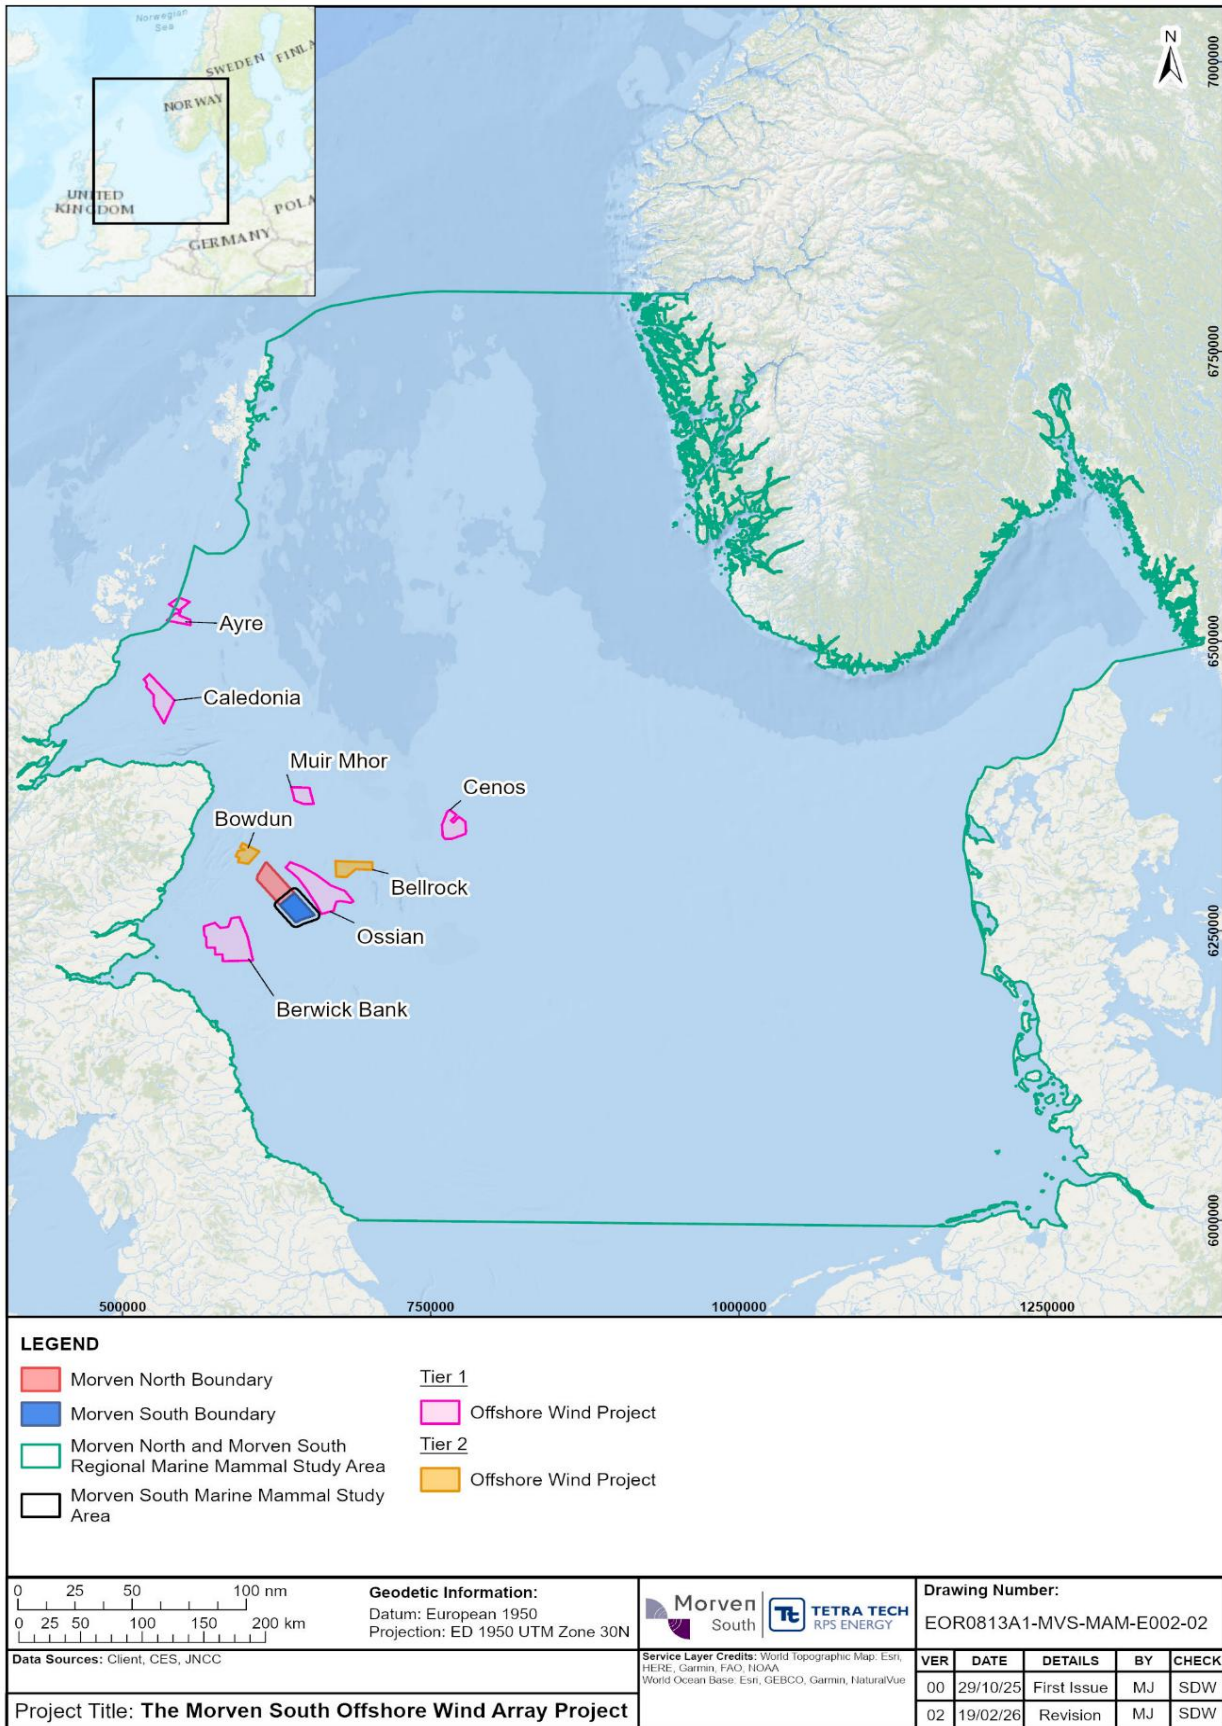 Norwegian
Sea
SWEDEN
FINLA
NORWAY
UNITED
KINGDOM
POLA
GERMANY
N
7000000
6750000
6500000
6250000
6000000
Ayre
Caledonia
Muir Mhor
Cenos
Bowdun
Bellrock
Ossian
Berwick Bank
500000
750000
1000000
1250000
LEGEND
Morven North Boundary
Morven South Boundary
Morven North and Morven South
Regional Marine Mammal Study Area
Morven South Marine Mammal Study
Area
Tier 1
Offshore Wind Project
Tier 2
Offshore Wind Project
0 25 50 100 nm
0 25 50 100 150 200 km
Geodetic Information:
Datum: European 1950
Projection: ED 1950 UTM Zone 30N
Data Sources: Client, CES, JNCC
Project Title: The Morven South Offshore Wind Array Project
Morven
South
Tt TETRA TECH
RPS ENERGY
Service Layer Credits: World Topographic Map: Esri,
HERE, Garmin, FAO, NOAA
World Ocean Base: Esri, GEBCO, Garmin, NaturalVue
Drawing Number:
EOR0813A1-MVS-MAM-E002-02
VER DATE DETAILS BY CHECK
00 29/10/25 First Issue MJ SDW
02 19/02/26 Revision MJ SDW